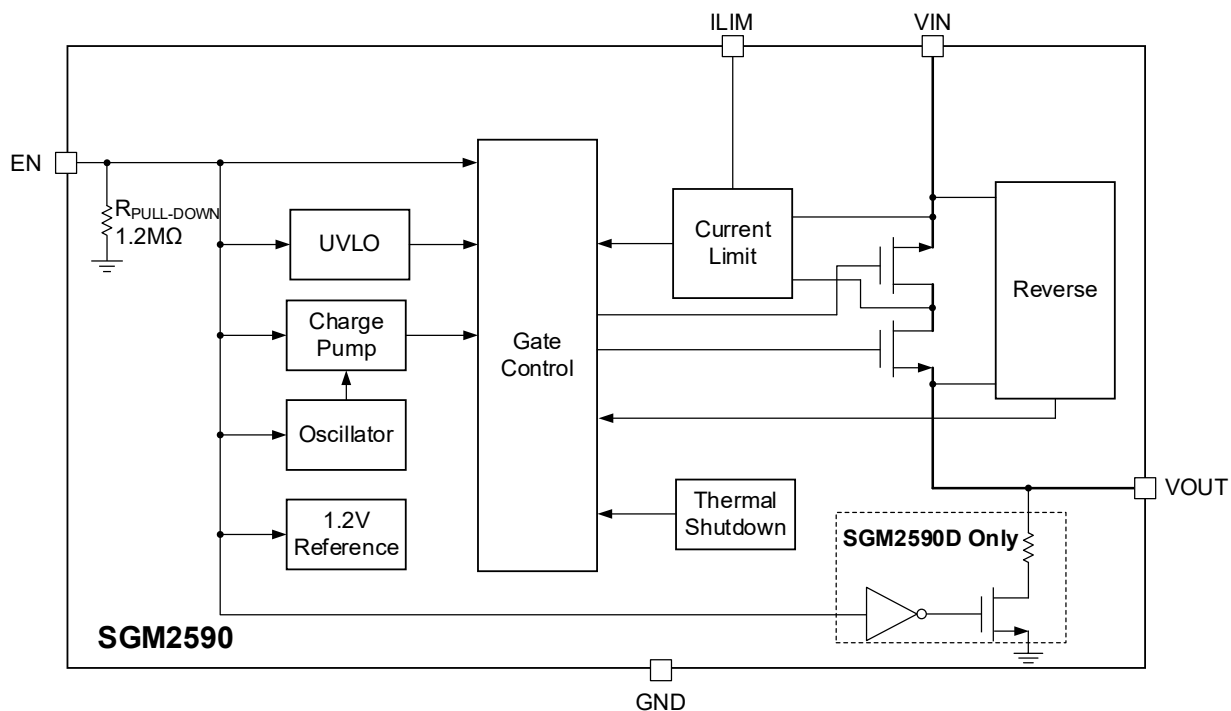 ILIM
VIN
EN
RPULL-DOWN
1.2MΩ
UVLO
Current
Limit
Reverse
Charge
Pump
Gate
Control
Oscillator
1.2V
Reference
Thermal
Shutdown
VOUT
SGM2590D Only
SGM2590
GND